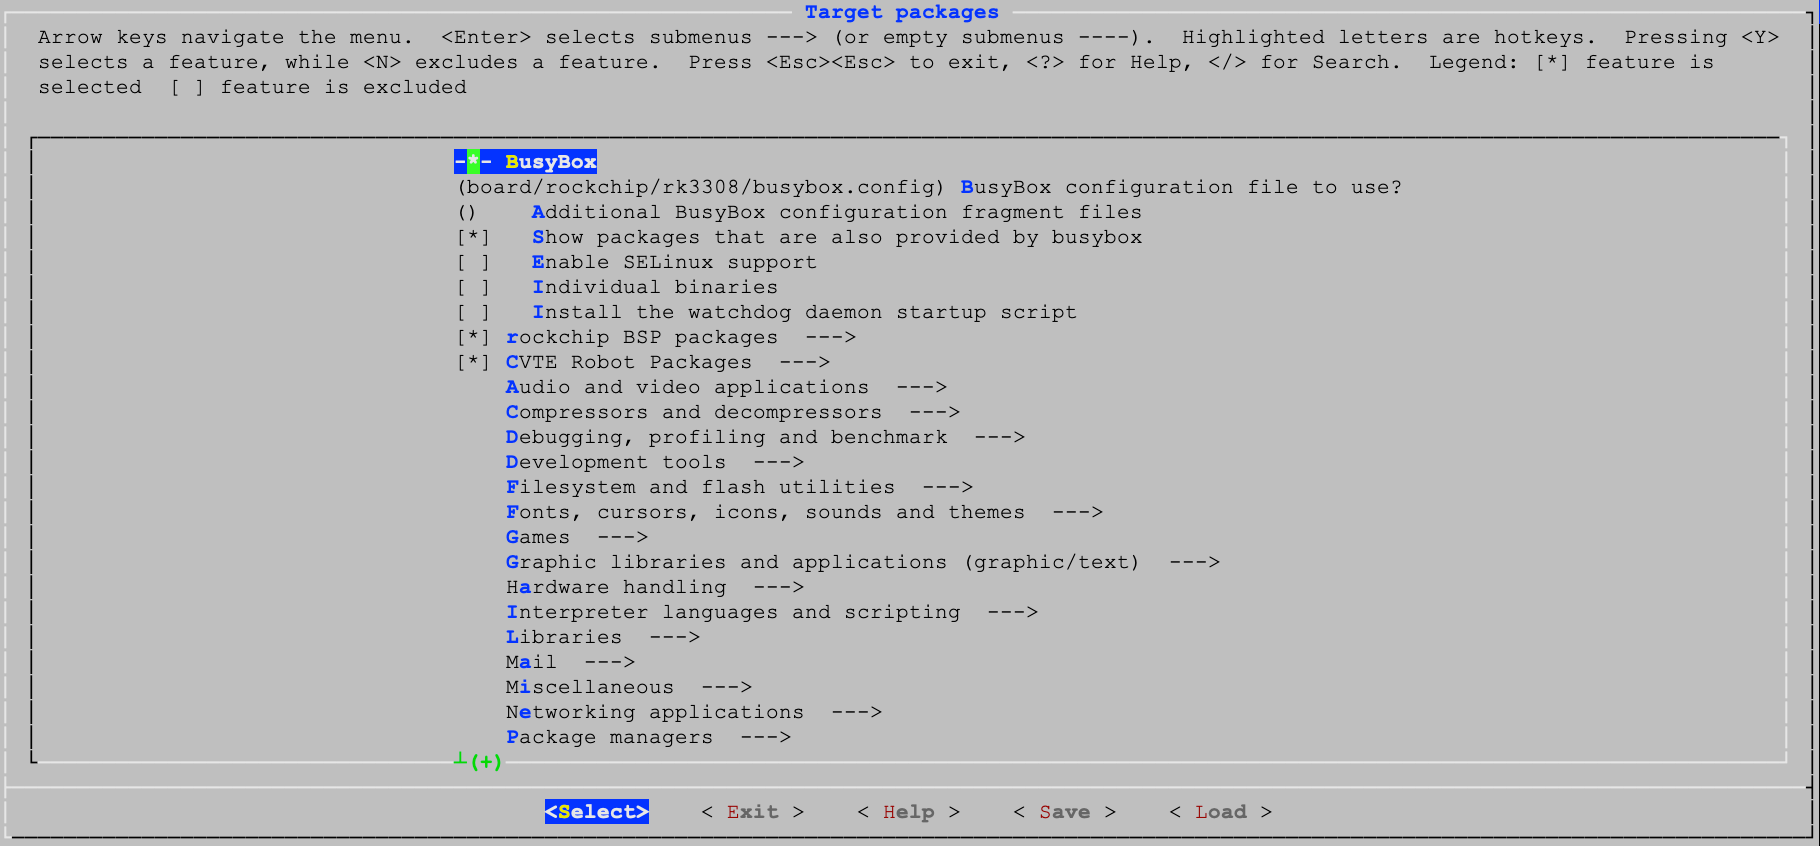 Target packages
Arrow keys navigate the menu.  <Enter> selects submenus ---> (or empty submenus ----).  Highlighted letters are hotkeys.  Pressing <Y>
selects a feature, while <N> excludes a feature.  Press <Esc><Esc> to exit, <?> for Help, </> for Search.  Legend: [*] feature is
selected  [ ] feature is excluded
-*- BusyBox
(board/rockchip/rk3308/busybox.config) BusyBox configuration file to use?
()    Additional BusyBox configuration fragment files
[*]   Show packages that are also provided by busybox
[ ]   Enable SELinux support
[ ]   Individual binaries
[ ]   Install the watchdog daemon startup script
[*] rockchip BSP packages  --->
[*] CVTE Robot Packages  --->
Audio and video applications  --->
Compressors and decompressors  --->
Debugging, profiling and benchmark  --->
Development tools  --->
Filesystem and flash utilities  --->
Fonts, cursors, icons, sounds and themes  --->
Games  --->
Graphic libraries and applications (graphic/text)  --->
Hardware handling  --->
Interpreter languages and scripting  --->
Libraries  --->
Mail  --->
Miscellaneous  --->
Networking applications  --->
Package managers  --->
┴(+)
<Select>    < Exit >    < Help >    < Save >    < Load >